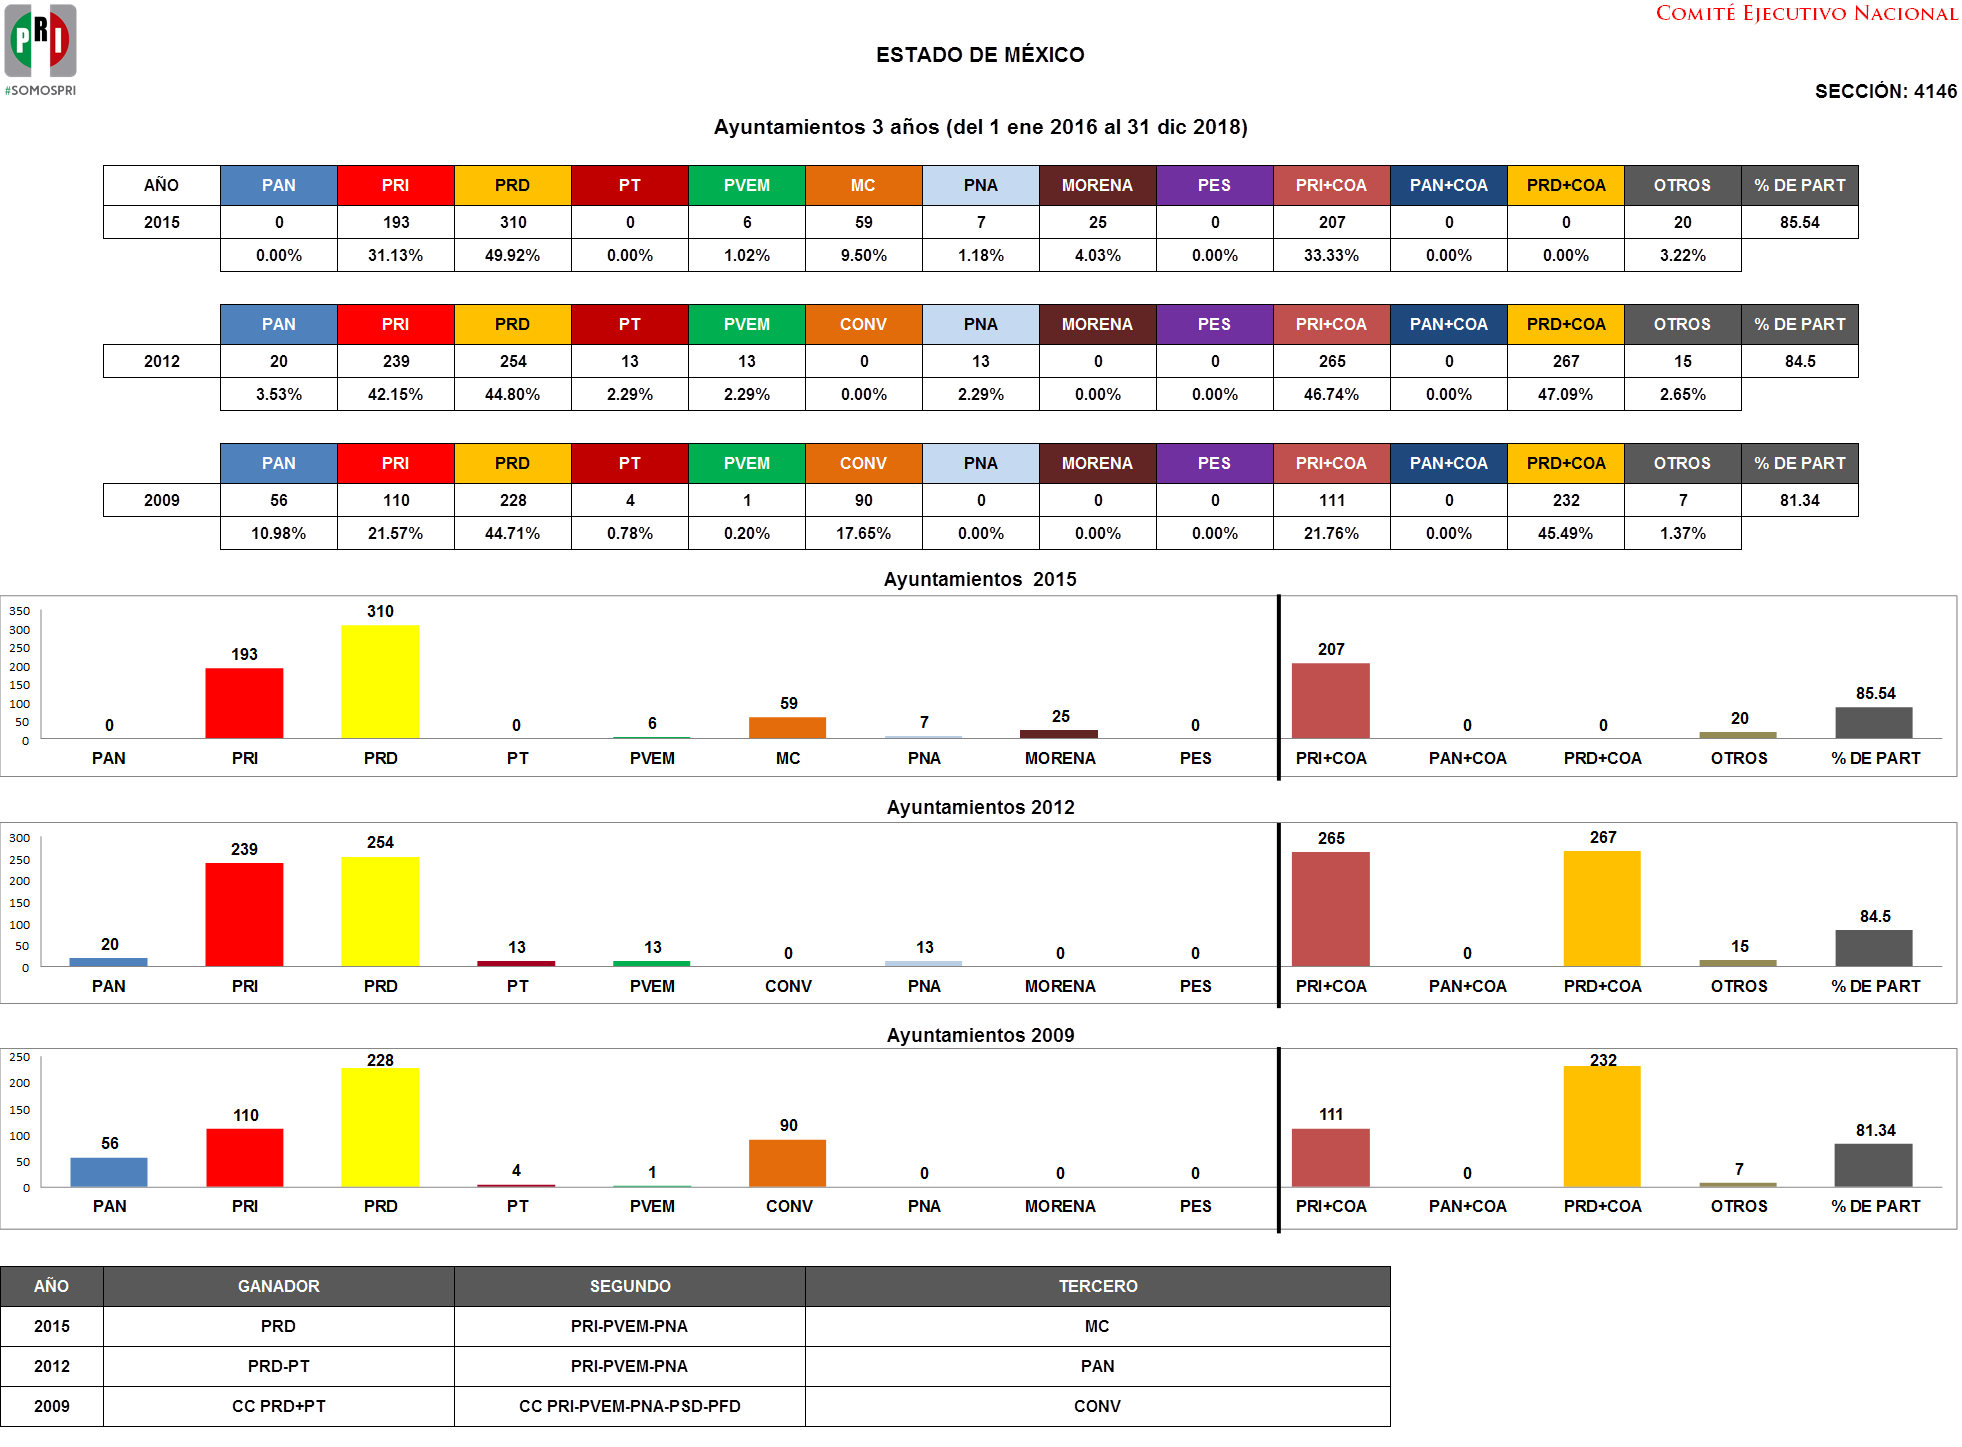 PRI
#SOMOSPRI
COMITÉ EJECUTIVO NACIONAL
ESTADO DE MÉXICO
SECCIÓN: 4146
Ayuntamientos 3 años (del 1 ene 2016 al 31 dic 2018)
AÑO PAN PRI PRD PT PVEM MC PNA MORENA PES PRI+COA PAN+COA PRD+COA OTROS % DE PART
2015 0 193 310 0 6 59 7 25 0 207 0 0 20 85.54
0.00% 31.13% 49.92% 0.00% 1.02% 9.50% 1.18% 4.03% 0.00% 33.33% 0.00% 0.00% 3.22%
PAN PRI PRD PT PVEM CONV PNA MORENA PES PRI+COA PAN+COA PRD+COA OTROS % DE PART
2012 20 239 254 13 13 0 13 0 0 265 0 267 15 84.5
3.53% 42.15% 44.80% 2.29% 2.29% 0.00% 2.29% 0.00% 0.00% 46.74% 0.00% 47.09% 2.65%
PAN PRI PRD PT PVEM CONV PNA MORENA PES PRI+COA PAN+COA PRD+COA OTROS % DE PART
2009 56 110 228 4 1 90 0 0 0 111 0 232 7 81.34
10.98% 21.57% 44.71% 0.78% 0.20% 17.65% 0.00% 0.00% 0.00% 21.76% 0.00% 45.49% 1.37%
Ayuntamientos 2015
350
300
250
200
150
100
50
0
0 193 310 0 6 59 7 25 0 207 0 0 20 85.54
PAN PRI PRD PT PVEM MC PNA MORENA PES PRI+COA PAN+COA PRD+COA OTROS % DE PART
Ayuntamientos 2012
300
250
200
150
100
50
0
20 239 254 13 13 0 13 0 0 265 0 267 15 84.5
PAN PRI PRD PT PVEM CONV PNA MORENA PES PRI+COA PAN+COA PRD+COA OTROS % DE PART
Ayuntamientos 2009
250
200
150
100
50
0
56 110 228 4 1 90 0 0 0 111 0 232 7 81.34
PAN PRI PRD PT PVEM CONV PNA MORENA PES PRI+COA PAN+COA PRD+COA OTROS % DE PART
AÑO GANADOR SEGUNDO TERCERO
2015 PRD PRI-PVEM-PNA MC
2012 PRD-PT PRI-PVEM-PNA PAN
2009 CC PRD+PT CC PRI-PVEM-PNA-PSD-PFD CONV